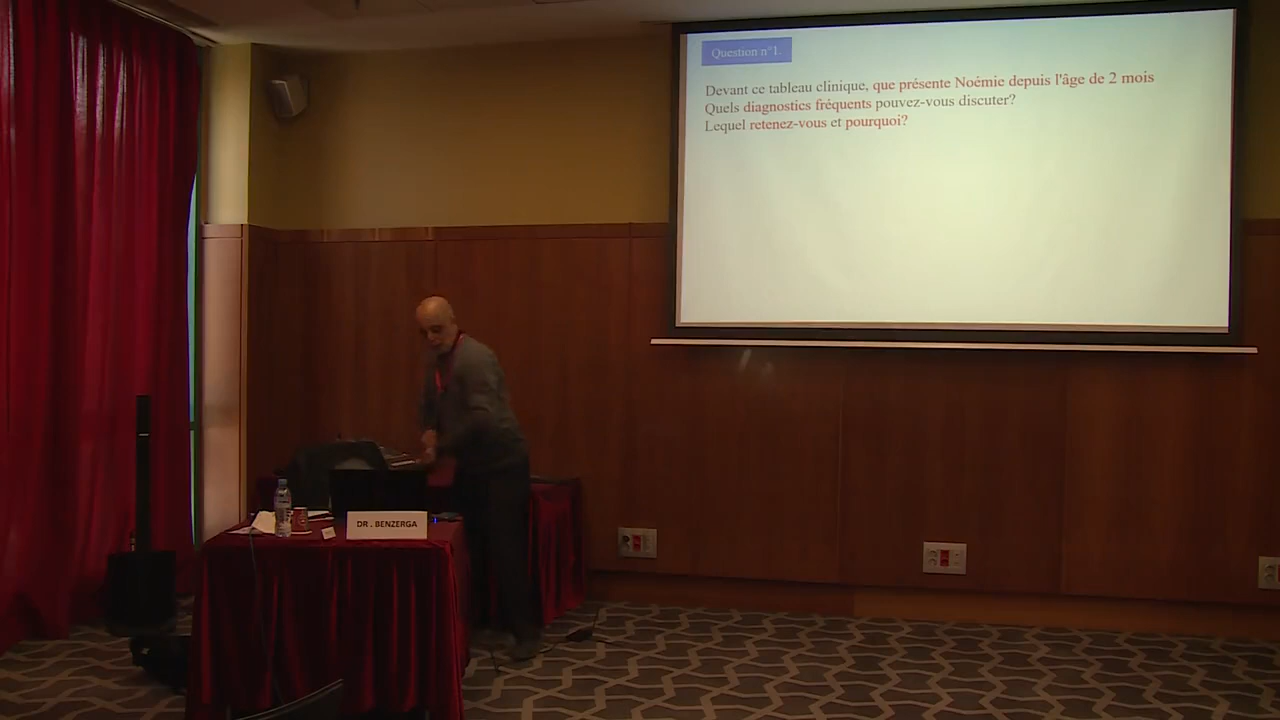 Question n°1.
Devant ce tableau clinique, que présente Noémie depuis l'âge de 2 mois
Quels diagnostics fréquents pouvez-vous discuter?
Lequel retenez-vous et pourquoi?
DR . BENZERGA